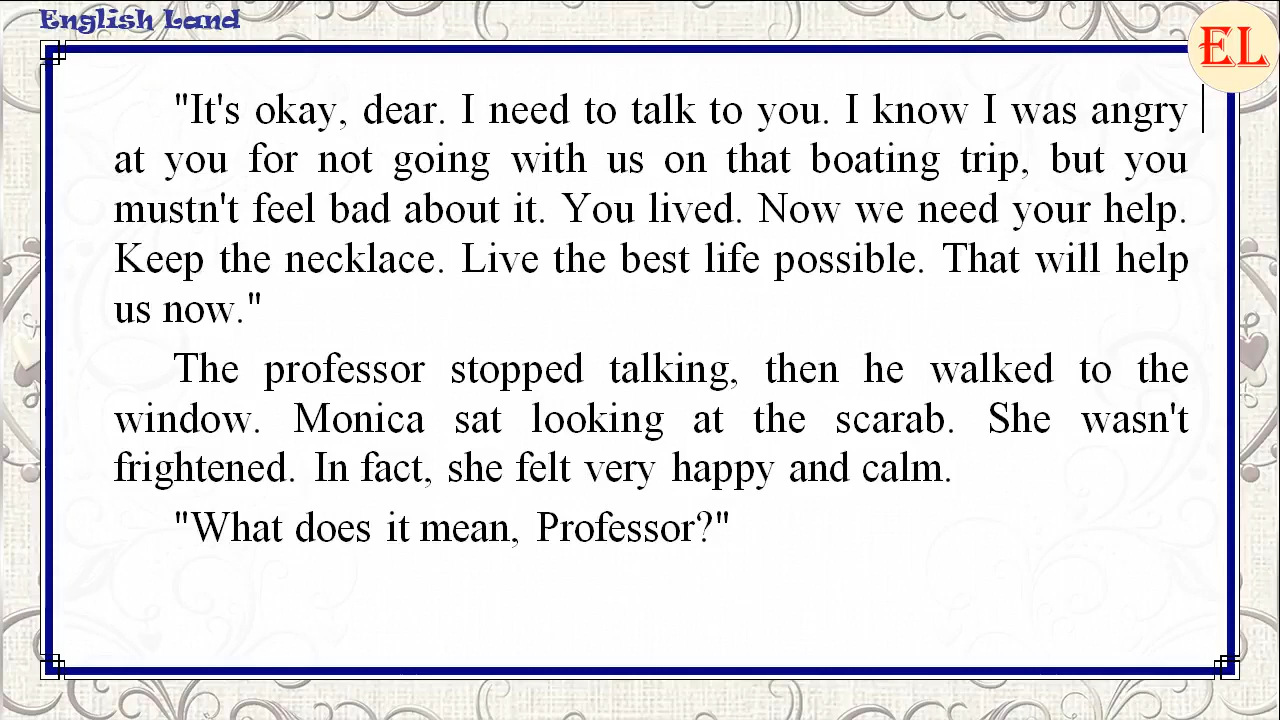 English Land
EL
"It's okay, dear. I need to talk to you. I know I was angry
at you for not going with us on that boating trip, but you
mustn't feel bad about it. You lived. Now we need your help.
Keep the necklace. Live the best life possible. That will help
us now."
The professor stopped talking, then he walked to the
window. Monica sat looking at the scarab. She wasn't
frightened. In fact, she felt very happy and calm.
"What does it mean, Professor?"